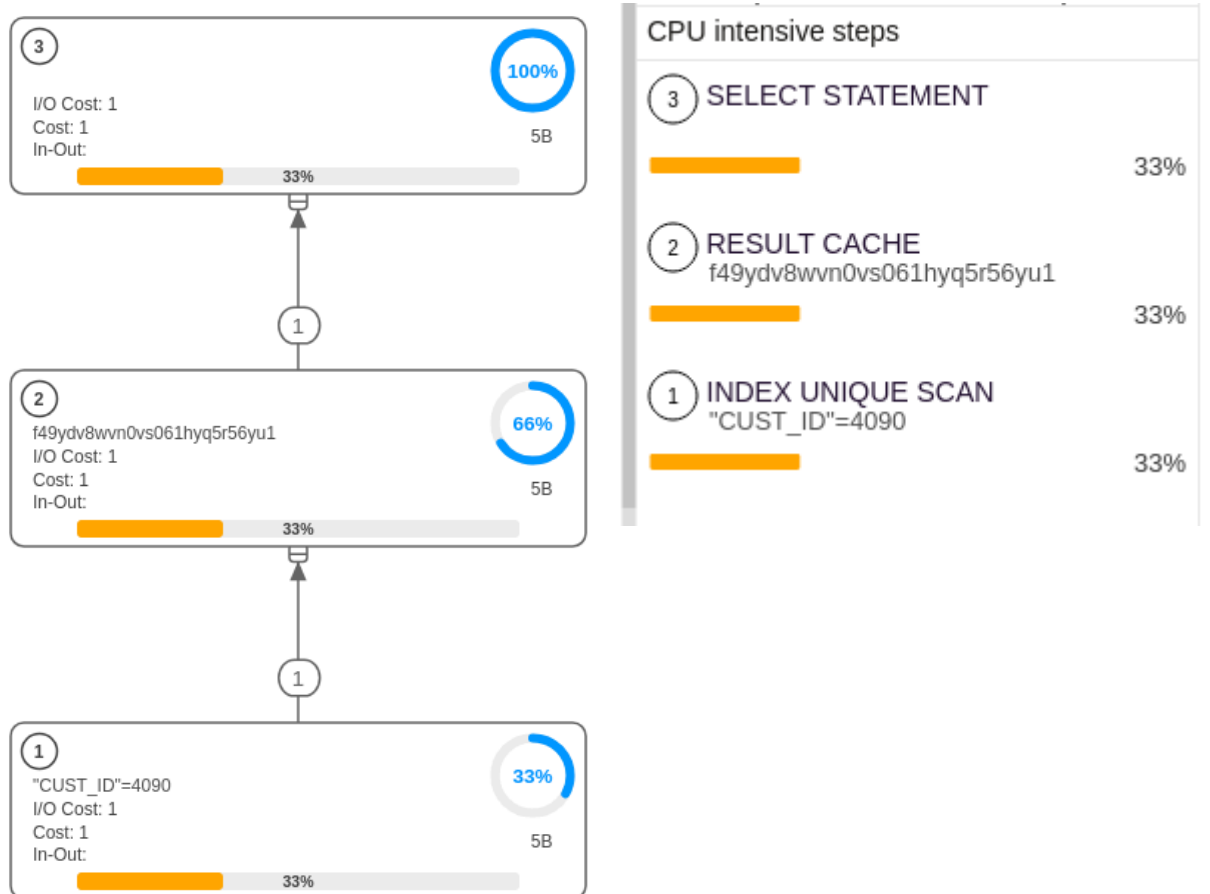 3
100%
I/O Cost: 1
Cost: 1
In-Out:
5B
33%
1
2
66%
f49ydv8wvn0vs061hyq5r56yu1
I/O Cost: 1
Cost: 1
In-Out:
5B
33%
1
1
33%
"CUST_ID"=4090
I/O Cost: 1
Cost: 1
In-Out:
5B
33%
CPU intensive steps
3 SELECT STATEMENT
33%
2 RESULT CACHE
f49ydv8wvn0vs061hyq5r56yu1
33%
1 INDEX UNIQUE SCAN
"CUST_ID"=4090
33%